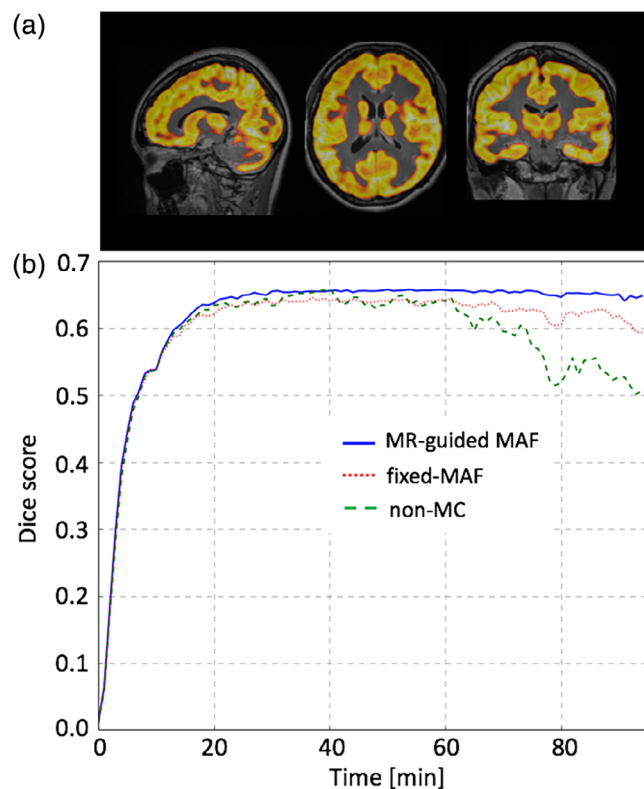 (a)
(b)
0.7
0.6
0.5
0.4
0.3
0.2
0.1
0.0
Dice score
MR-guided MAF
fixed-MAF
non-MC
0 20 40 60 80
Time [min]